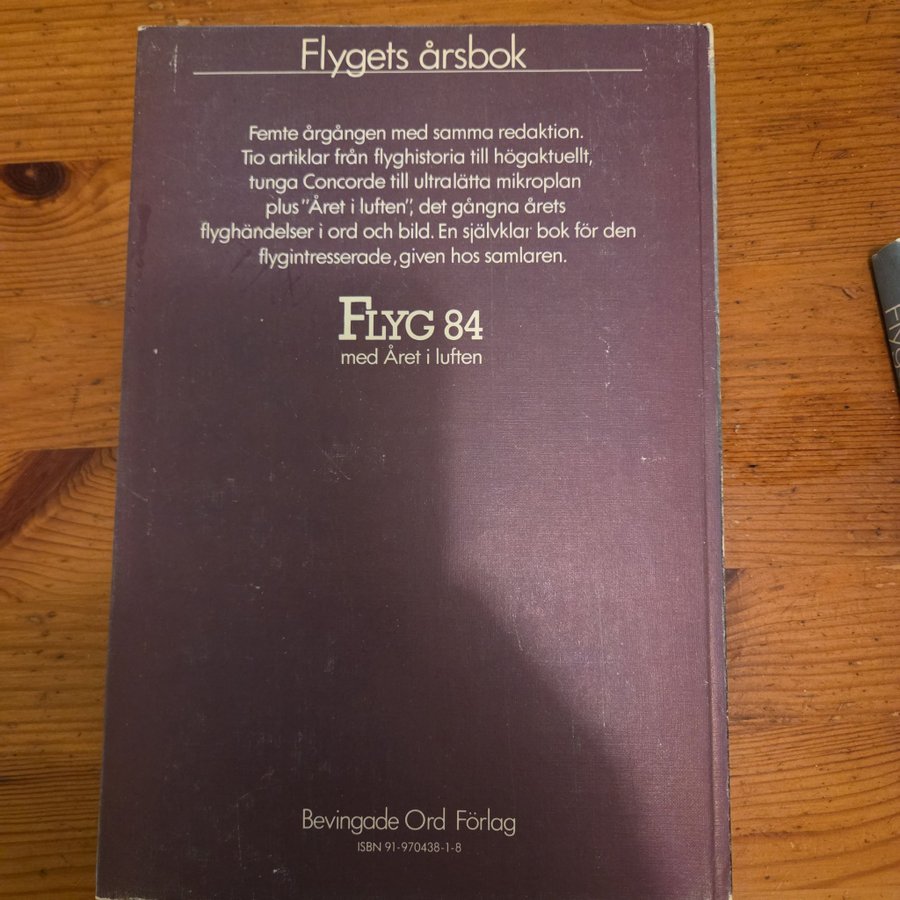 Flygets årsbok
Femte årgången med samma redaktion.
Tio artiklar från flyghistoria till högaktuellt,
tunga Concorde till ultralätta mikroplan
plus "Året i luften", det gångna årets
flyghändelser i ord och bild. En självklar bok för den
flygintresserade, given hos samlaren.
FLYG 84
med Året i luften
Bevingade Ord Förlag
ISBN 91-970438-1-8